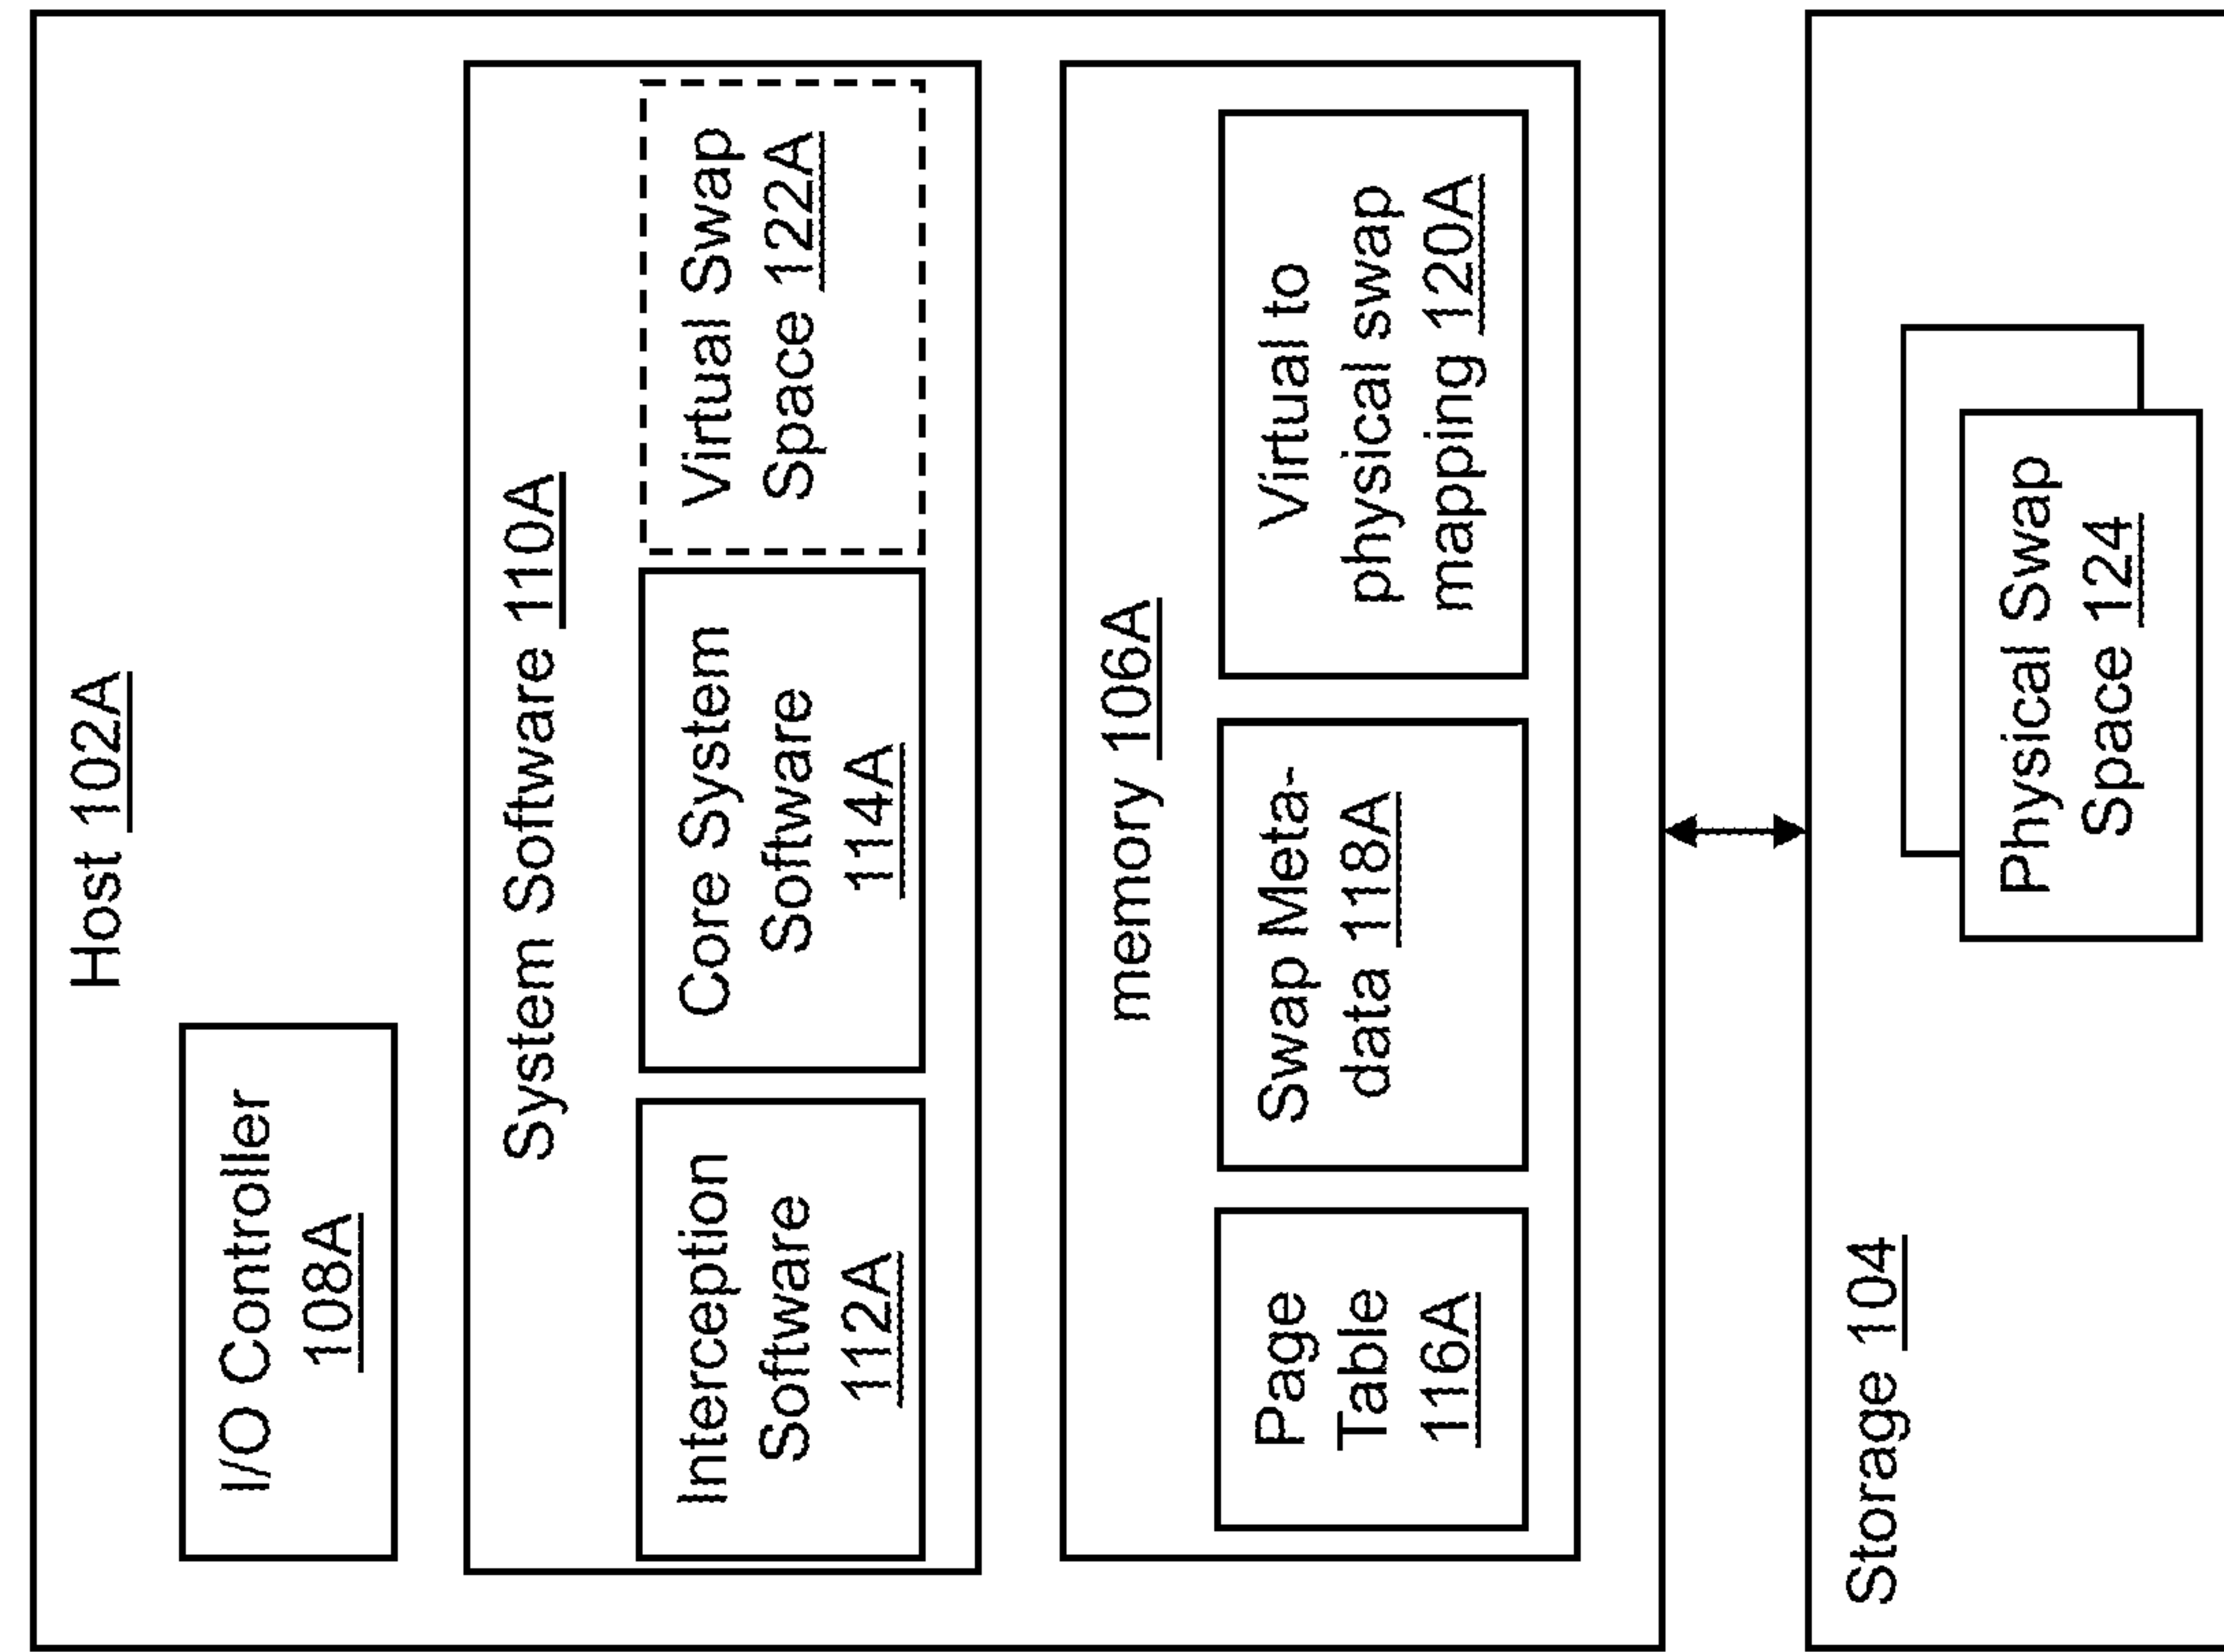 Host 102A
I/O Controller
108A
System Software 110A
Interception
Software
112A
Core System
Software
114A
Virtual Swap
Space 122A
memory 106A
Page
Table
116A
Swap Meta-
data 118A
Virtual to
physical swap
mapping 120A
Storage 104
Physical Swap
Space 124